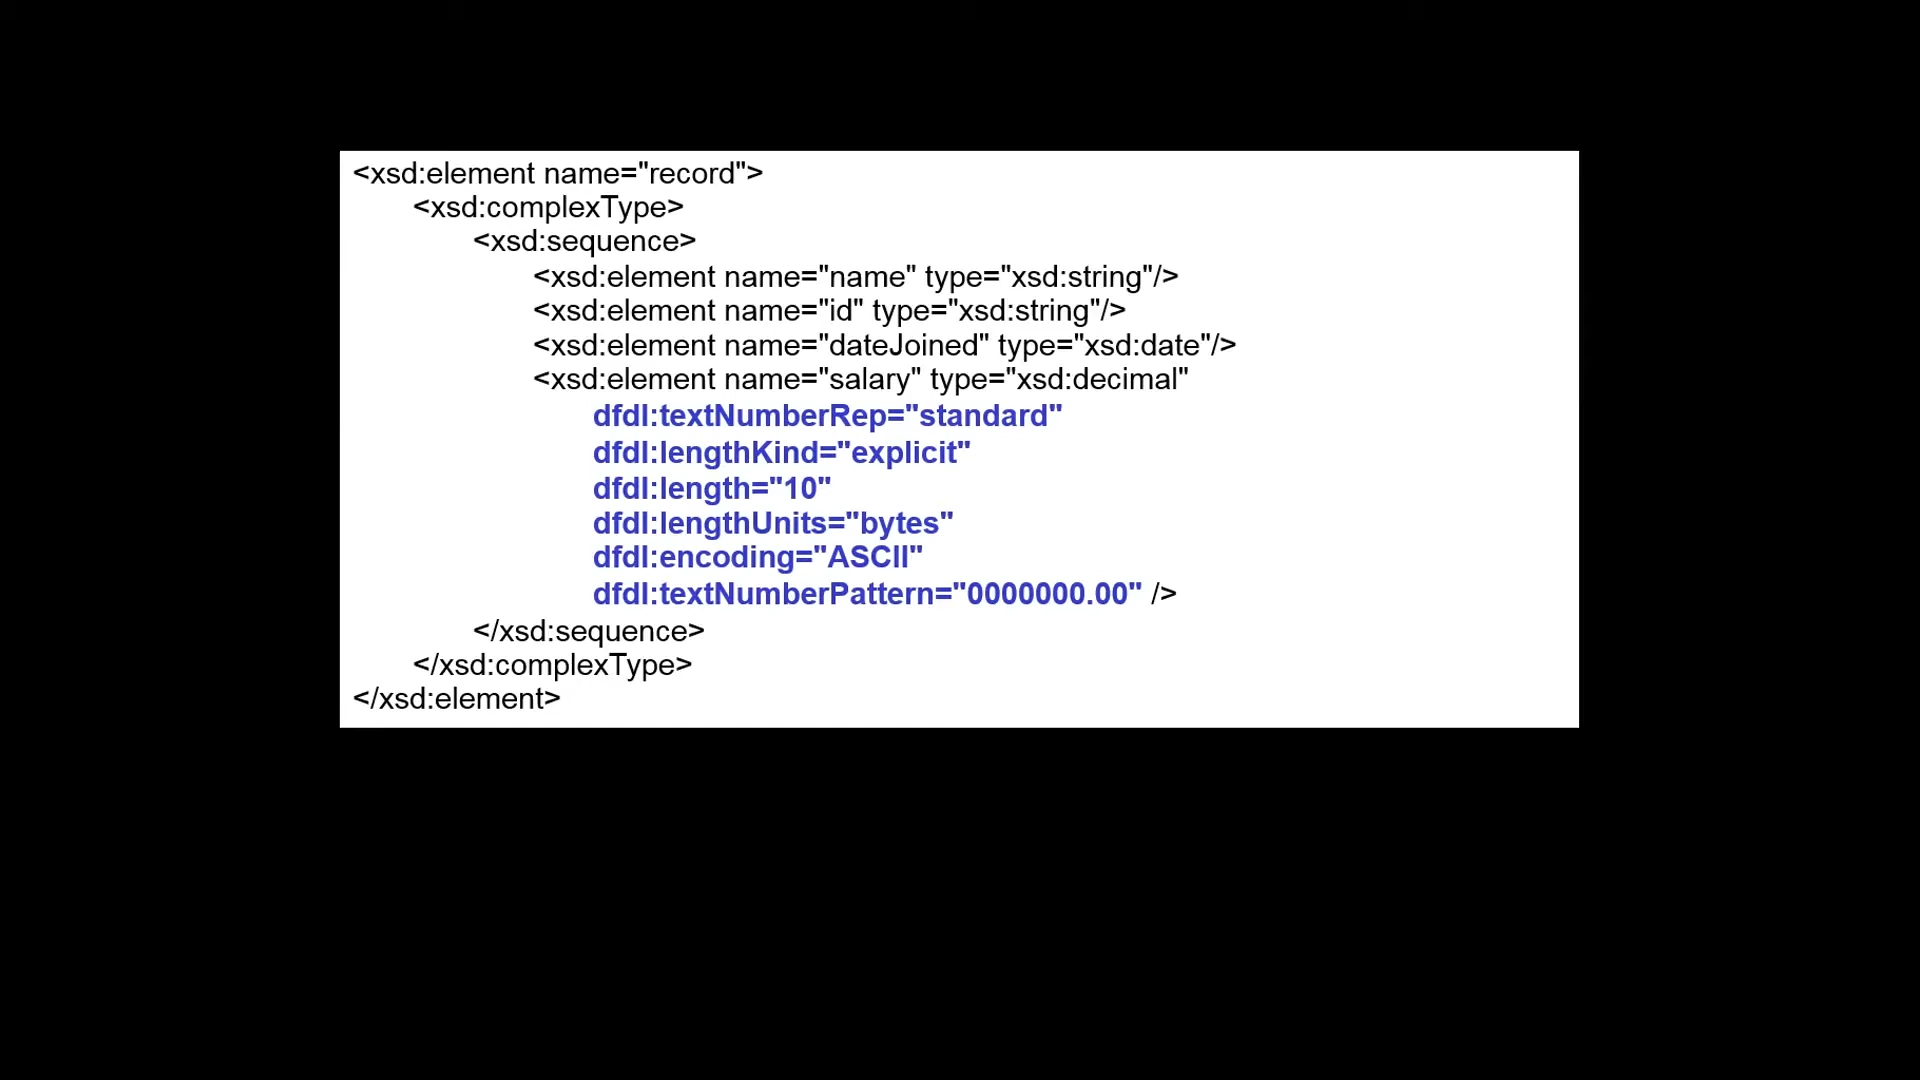 <xsd:element name="record">
<xsd:complexType>
<xsd:sequence>
<xsd:element name="name" type="xsd:string"/>
<xsd:element name="id" type="xsd:string"/>
<xsd:element name="dateJoined" type="xsd:date"/>
<xsd:element name="salary" type="xsd:decimal"
dfdl:textNumberRep="standard"
dfdl:lengthKind="explicit"
dfdl:length="10"
dfdl:lengthUnits="bytes"
dfdl:encoding="ASCII"
dfdl:textNumberPattern="0000000.00" />
</xsd:sequence>
</xsd:complexType>
</xsd:element>